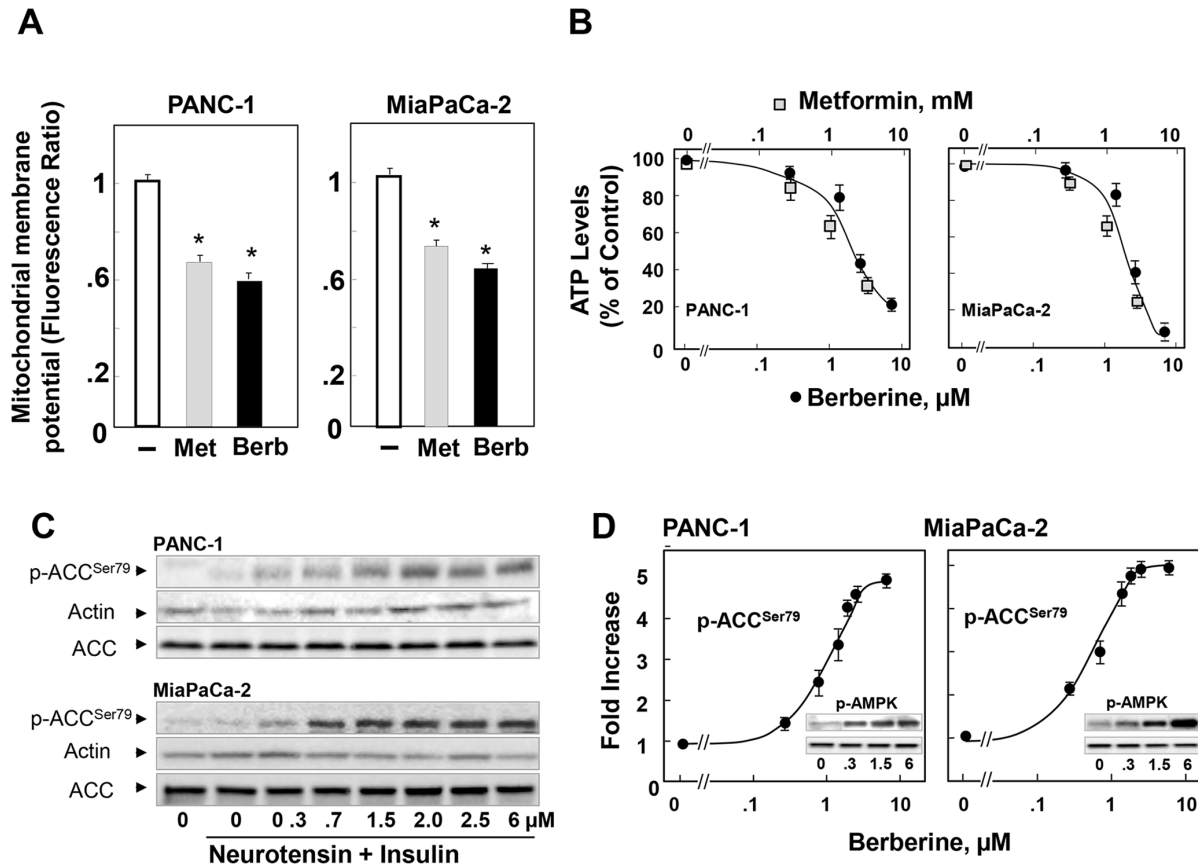 A
PANC-1
MiaPaCa-2
Mitochondrial membrane
potential (Fluorescence Ratio)
1
.6
.2
0
– Met Berb
1
.6
.2
0
– Met Berb
B
Metformin, mM
0 // .1 1 10
0 // .1 1 10
ATP Levels
(% of Control)
100
80
60
40
20
0
PANC-1
MiaPaCa-2
0 // .1 1 10
0 // .1 1 10
Berberine, µM
C
PANC-1
p-ACCSer79
Actin
ACC
MiaPaCa-2
p-ACCSer79
Actin
ACC
0 0 .3 .7 1.5 2.0 2.5 6 µM
Neurotensin + Insulin
D
PANC-1
MiaPaCa-2
Fold Increase
5
4
3
2
1
0
p-ACCSer79
p-AMPK
0 .3 1.5 6
p-ACCSer79
p-AMPK
0 .3 1.5 6
0 // .1 1 10
0 // .1 1 10
Berberine, µM